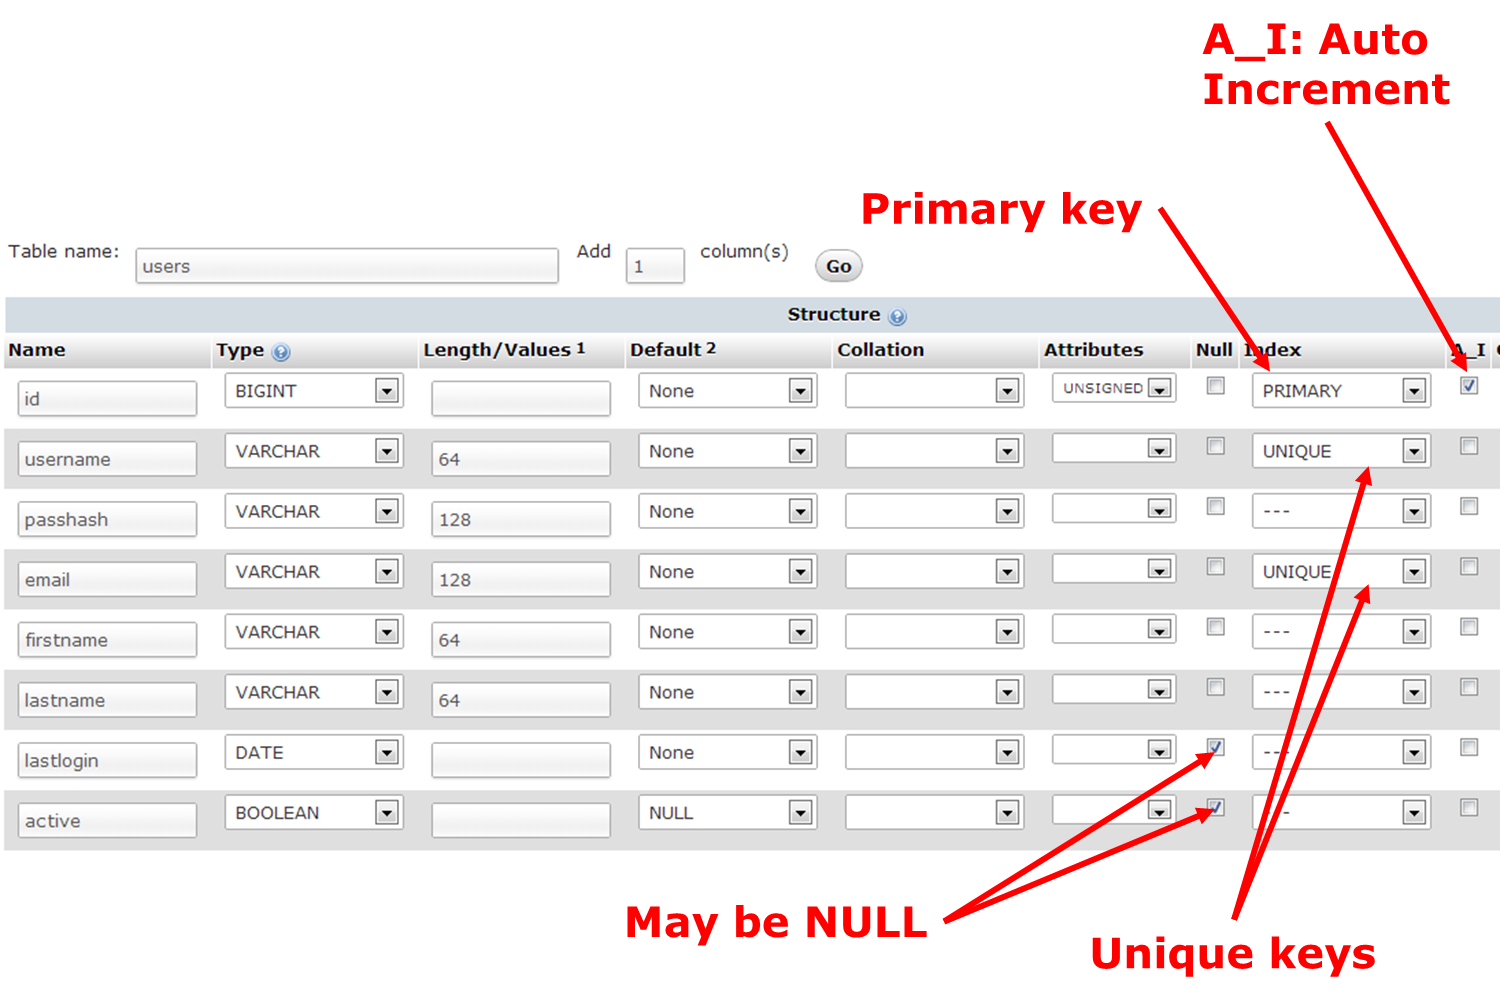 A_I: Auto
Increment
Primary key
Table name: users Add 1 column(s) Go
Structure
Name Type Length/Values 1 Default 2 Collation Attributes Null Index A_I
id BIGINT None UNSIGNED PRIMARY
username VARCHAR 64 None UNIQUE
passhash VARCHAR 128 None ---
email VARCHAR 128 None UNIQUE
firstname VARCHAR 64 None ---
lastname VARCHAR 64 None ---
lastlogin DATE None ---
active BOOLEAN NULL ---
May be NULL
Unique keys